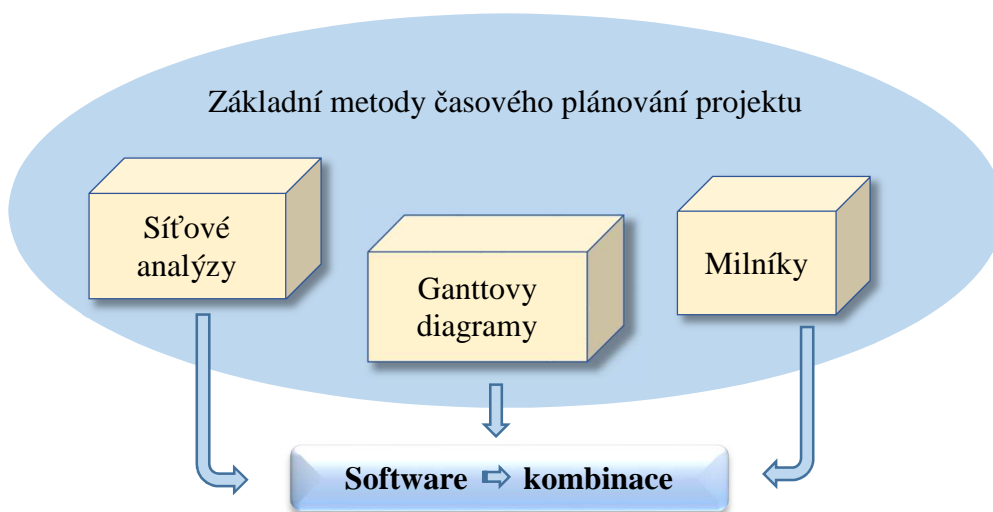 Základní metody časového plánování projektu
Síťové
analýzy
Ganttovy
diagramy
Milníky
Software ⇨ kombinace